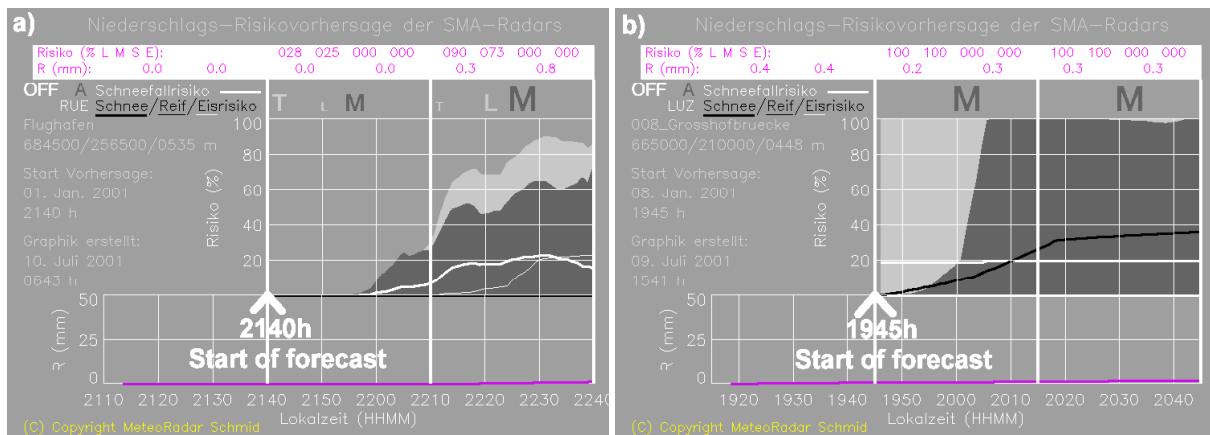 a)
Niederschlags-Risikovorhersage der SMA-Radars
Risiko (% L M S E): 028 025 000 000 090 073 000 000
R (mm): 0.0 0.0 0.0 0.0 0.3 0.8
OFF A Schneefallrisiko
RUE Schnee/Reif/Eisrisiko
T L M T L M
Flughafen
684500/256500/0535 m
Start Vorhersage:
01. Jan. 2001
2140 h
Graphik erstellt:
10. Juli 2001
0643 h
Risiko (%)
100
80
60
40
20
R (mm)
50
25
0
2140h
Start of forecast
2110 2120 2130 2140 2150 2200 2210 2220 2230 2240
Lokalzeit (HHMM)
(C) Copyright MeteoRadar Schmid
b)
Niederschlags-Risikovorhersage der SMA-Radars
Risiko (% L M S E): 100 100 000 000 100 100 000 000
R (mm): 0.4 0.4 0.2 0.3 0.3 0.3
OFF A Schneefallrisiko
LUZ Schnee/Reif/Eisrisiko
M M
008_Grosshofbruecke
665000/210000/0448 m
Start Vorhersage:
08. Jan. 2001
1945 h
Graphik erstellt:
09. Juli 2001
1541 h
Risiko (%)
100
80
60
40
20
R (mm)
50
25
0
1945h
Start of forecast
1920 1930 1940 1950 2000 2010 2020 2030 2040
Lokalzeit (HHMM)
(C) Copyright MeteoRadar Schmid